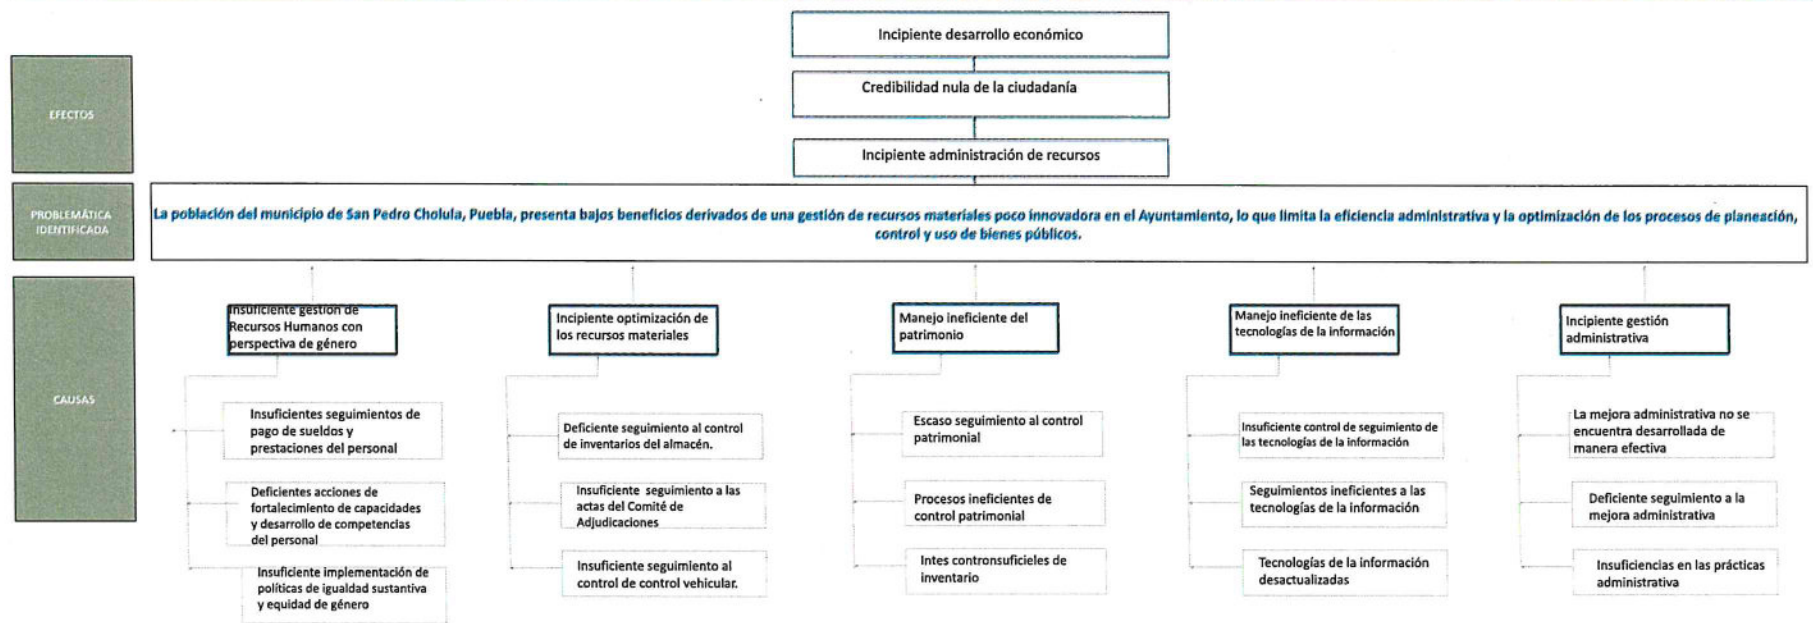 Incipiente desarrollo económico
Credibilidad nula de la ciudadanía
Incipiente administración de recursos
EFECTOS
PROBLEMÁTICA
IDENTIFICADA
La población del municipio de San Pedro Cholula, Puebla, presenta bajos beneficios derivados de una gestión de recursos materiales poco innovadora en el Ayuntamiento, lo que limita la eficiencia administrativa y la optimización de los procesos de planeación,
control y uso de bienes públicos.
CAUSAS
Insuficiente gestión de
Recursos Humanos con
perspectiva de género
Insuficientes seguimientos de
pago de sueldos y
prestaciones del personal
Deficientes acciones de
fortalecimiento de capacidades
y desarrollo de competencias
del personal
Insuficiente implementación de
políticas de igualdad sustantiva
y equidad de género
Incipiente optimización de
los recursos materiales
Deficiente seguimiento al control
de inventarios del almacén.
Insuficiente seguimiento a las
actas del Comité de
Adjudicaciones
Insuficiente seguimiento al
control de control vehicular.
Manejo ineficiente del
patrimonio
Escaso seguimiento al control
patrimonial
Procesos ineficientes de
control patrimonial
Intes contronsuficieles de
inventario
Manejo ineficiente de las
tecnologías de la información
Insuficiente control de seguimiento de
las tecnologías de la información
Seguimientos ineficientes a las
tecnologías de la información
Tecnologías de la información
desactualizadas
Incipiente gestión
administrativa
La mejora administrativa no se
encuentra desarrollada de
manera efectiva
Deficiente seguimiento a la
mejora administrativa
Insuficiencias en las prácticas
administrativa